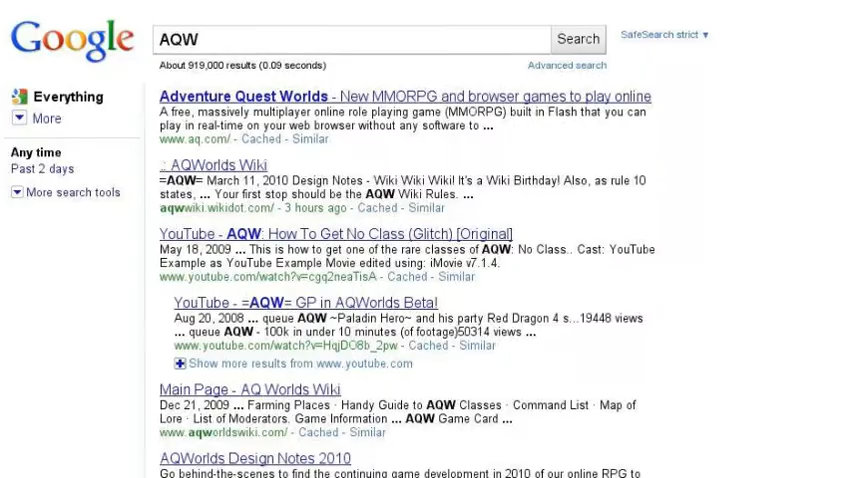 Google
AQW
Search
SafeSearch strict ▼
About 919,000 results (0.09 seconds)
Advanced search
Everything
More
Any time
Past 2 days
More search tools
Adventure Quest Worlds - New MMORPG and browser games to play online
A free, massively multiplayer online role playing game (MMORPG) built in Flash that you can
play in real-time on your web browser without any software to ...
www.aq.com/ - Cached - Similar
.: AQWorlds Wiki
=AQW= March 11, 2010 Design Notes - Wiki Wiki Wiki! It's a Wiki Birthday! Also, as rule 10
states, ... Your first stop should be the AQW Wiki Rules. ...
aqwwiki.wikidot.com/ - 3 hours ago - Cached - Similar
YouTube - AQW: How To Get No Class (Glitch) [Original]
May 18, 2009 ... This is how to get one of the rare classes of AQW: No Class.. Cast: YouTube
Example as YouTube Example Movie edited using: iMovie v7.1.4.
www.youtube.com/watch?v=cgq2neaTisA - Cached - Similar
YouTube - =AQW= GP in AQWorlds Beta!
Aug 20, 2008 ... queue AQW ~Paladin Hero~ and his party Red Dragon 4 s...19448 views
... queue AQW - 100k in under 10 minutes (of footage)50314 views ...
www.youtube.com/watch?v=HqjDO8b_2pw - Cached - Similar
Show more results from www.youtube.com
Main Page - AQ Worlds Wiki
Dec 21, 2009 ... Farming Places · Handy Guide to AQW Classes · Command List · Map of
Lore · List of Moderators. Game Information ... AQW Game Card ...
www.aqworldswiki.com/ - Cached - Similar
AQWorlds Design Notes 2010
Go behind-the-scenes to find the continuing game development in 2010 of our online RPG to